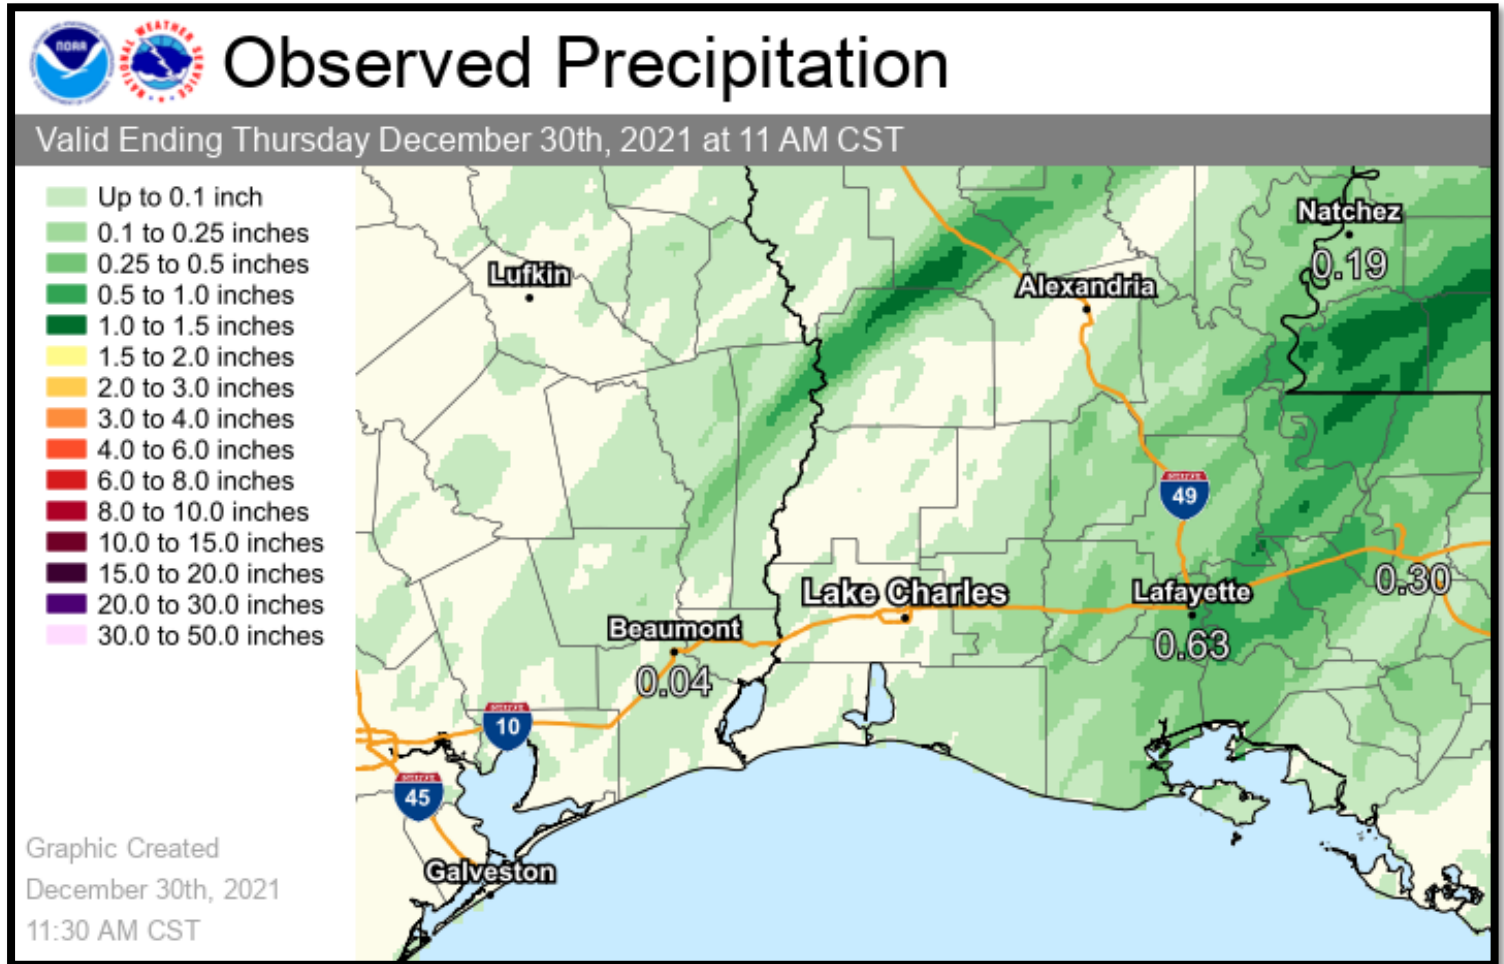 NOAA
NATIONAL WEATHER SERVICE
Observed Precipitation
Valid Ending Thursday December 30th, 2021 at 11 AM CST
Up to 0.1 inch
0.1 to 0.25 inches
0.25 to 0.5 inches
0.5 to 1.0 inches
1.0 to 1.5 inches
1.5 to 2.0 inches
2.0 to 3.0 inches
3.0 to 4.0 inches
4.0 to 6.0 inches
6.0 to 8.0 inches
8.0 to 10.0 inches
10.0 to 15.0 inches
15.0 to 20.0 inches
20.0 to 30.0 inches
30.0 to 50.0 inches
Graphic Created
December 30th, 2021
11:30 AM CST
Natchez
0.19
Lufkin
Alexandria
49
Lake Charles
Lafayette
0.30
0.63
Beaumont
0.04
10
45
Galveston